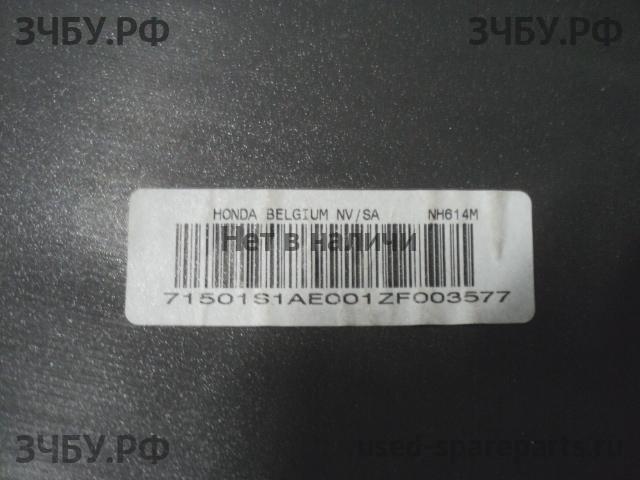 ЗЧБУ.РФ ЗЧБУ.РФ
HONDA BELGIUM NV/SA NH614M
Нет в наличи
71501S1AE001ZF003577
ЗЧБУ.РФ used-spareparts.ru